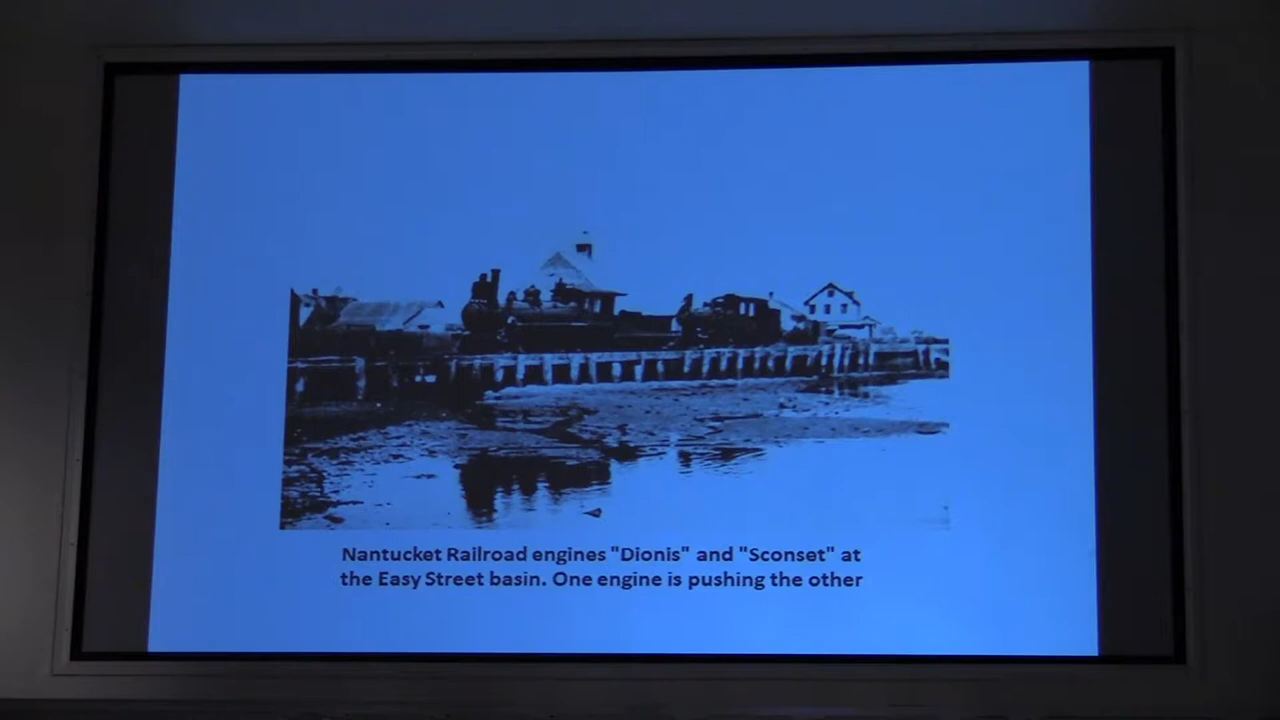 Nantucket Railroad engines "Dionis" and "Sconset" at
the Easy Street basin. One engine is pushing the other